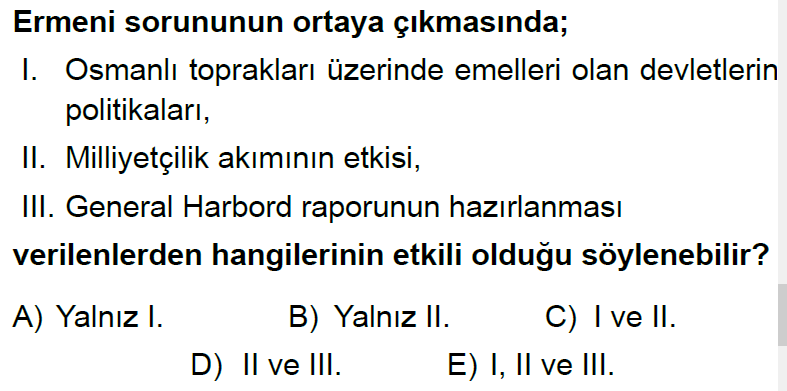 Ermeni sorununun ortaya çıkmasında;
I. Osmanlı toprakları üzerinde emelleri olan devletlerin
politikaları,
II. Milliyetçilik akımının etkisi,
III. General Harbord raporunun hazırlanması
verilenlerden hangilerinin etkili olduğu söylenebilir?
A) Yalnız I. B) Yalnız II. C) I ve II.
D) II ve III. E) I, II ve III.